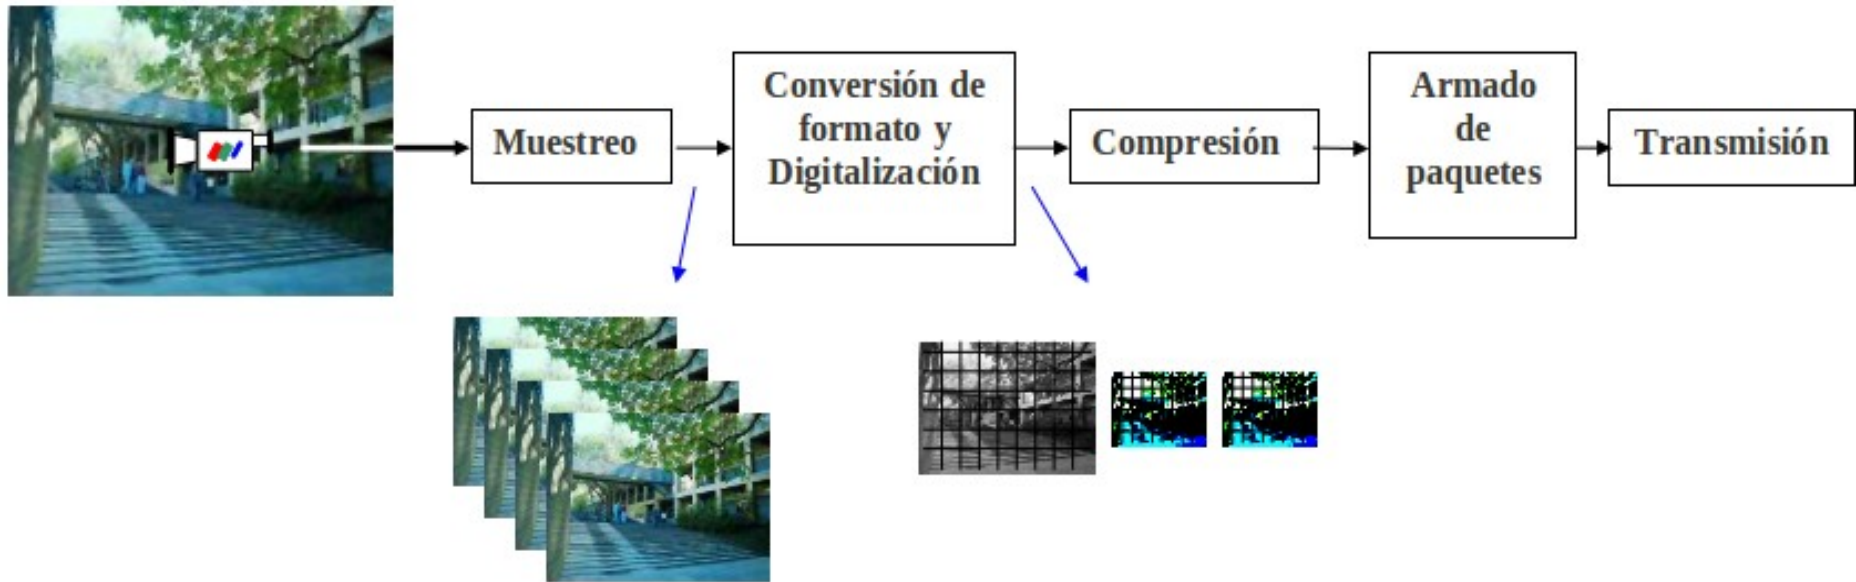 Muestreo
Conversión de
formato y
Digitalización
Compresión
Armado
de
paquetes
Transmisión